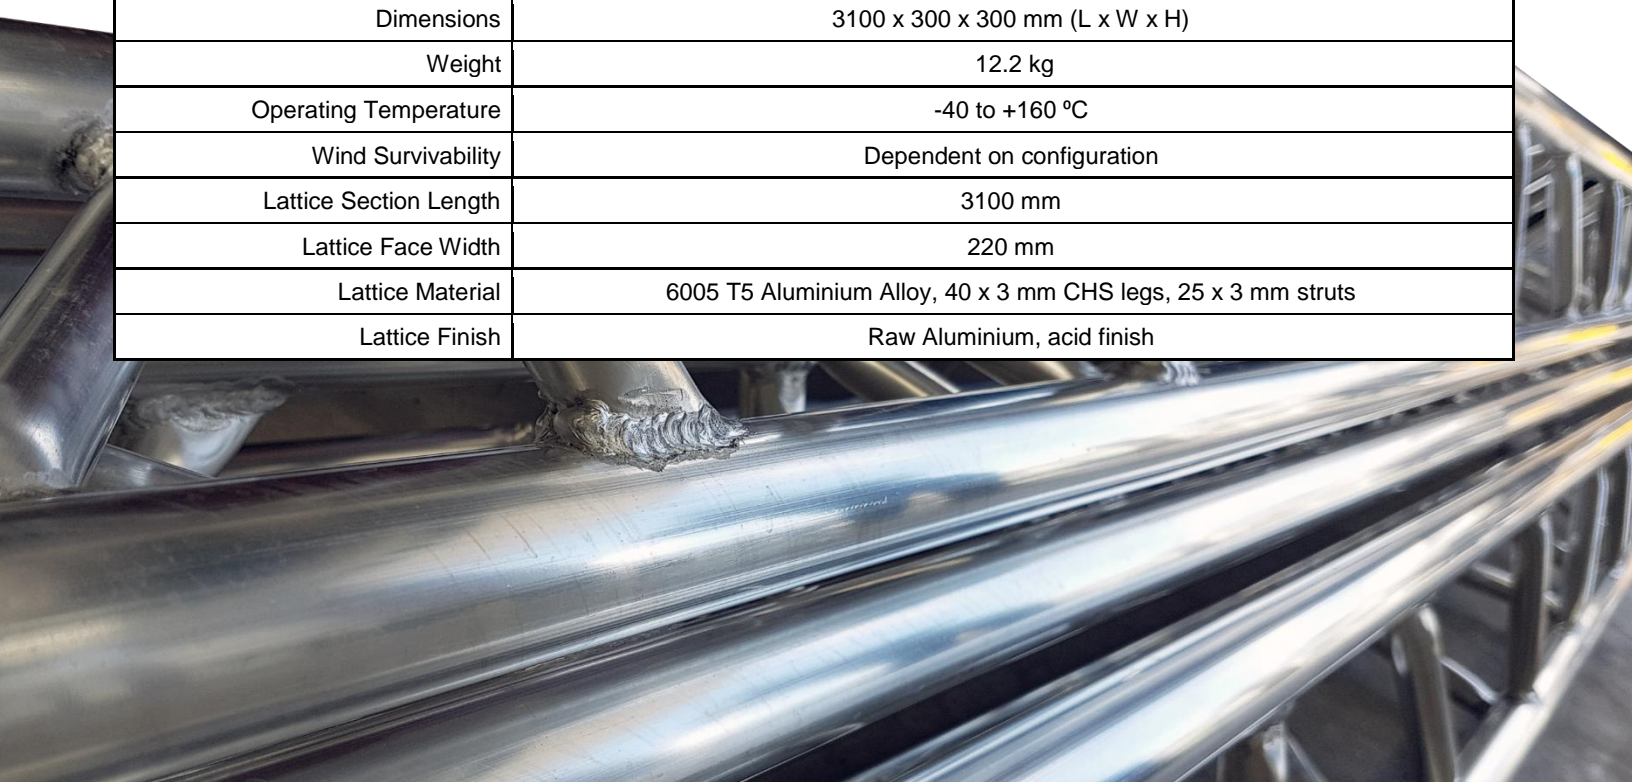 Dimensions 3100 x 300 x 300 mm (L x W x H)
Weight 12.2 kg
Operating Temperature -40 to +160 ºC
Wind Survivability Dependent on configuration
Lattice Section Length 3100 mm
Lattice Face Width 220 mm
Lattice Material 6005 T5 Aluminium Alloy, 40 x 3 mm CHS legs, 25 x 3 mm struts
Lattice Finish Raw Aluminium, acid finish